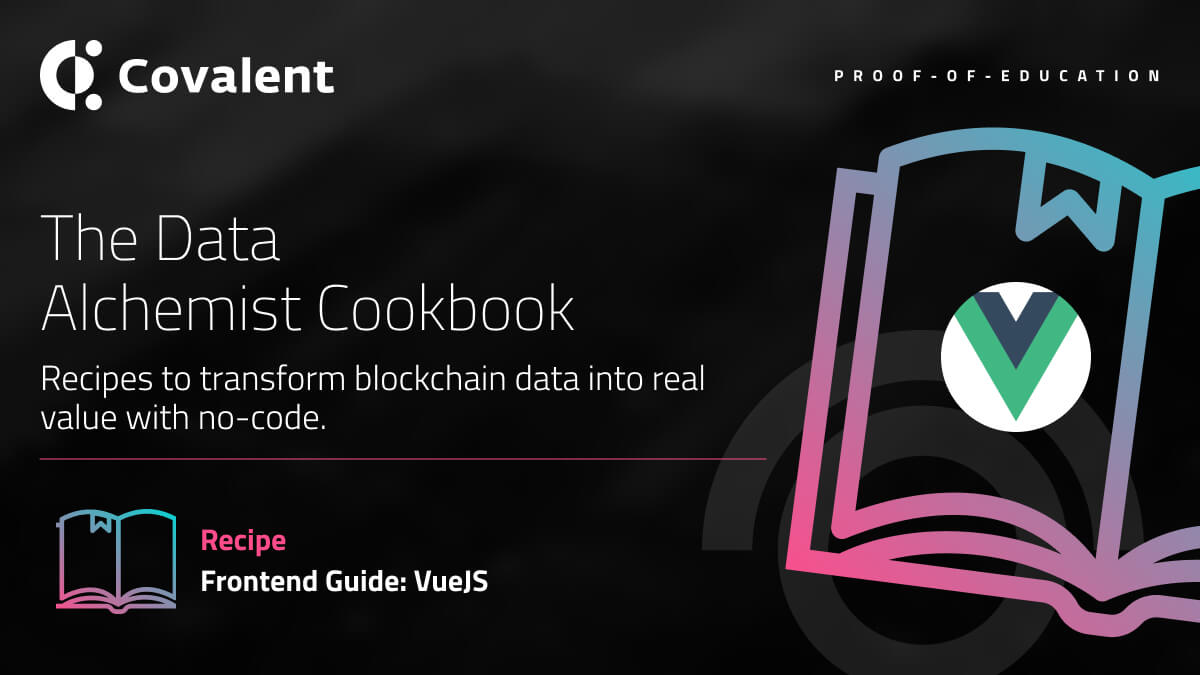 Covalent
PROOF-OF-EDUCATION
The Data
Alchemist Cookbook
Recipes to transform blockchain data into real
value with no-code.
Recipe
Frontend Guide: VueJS